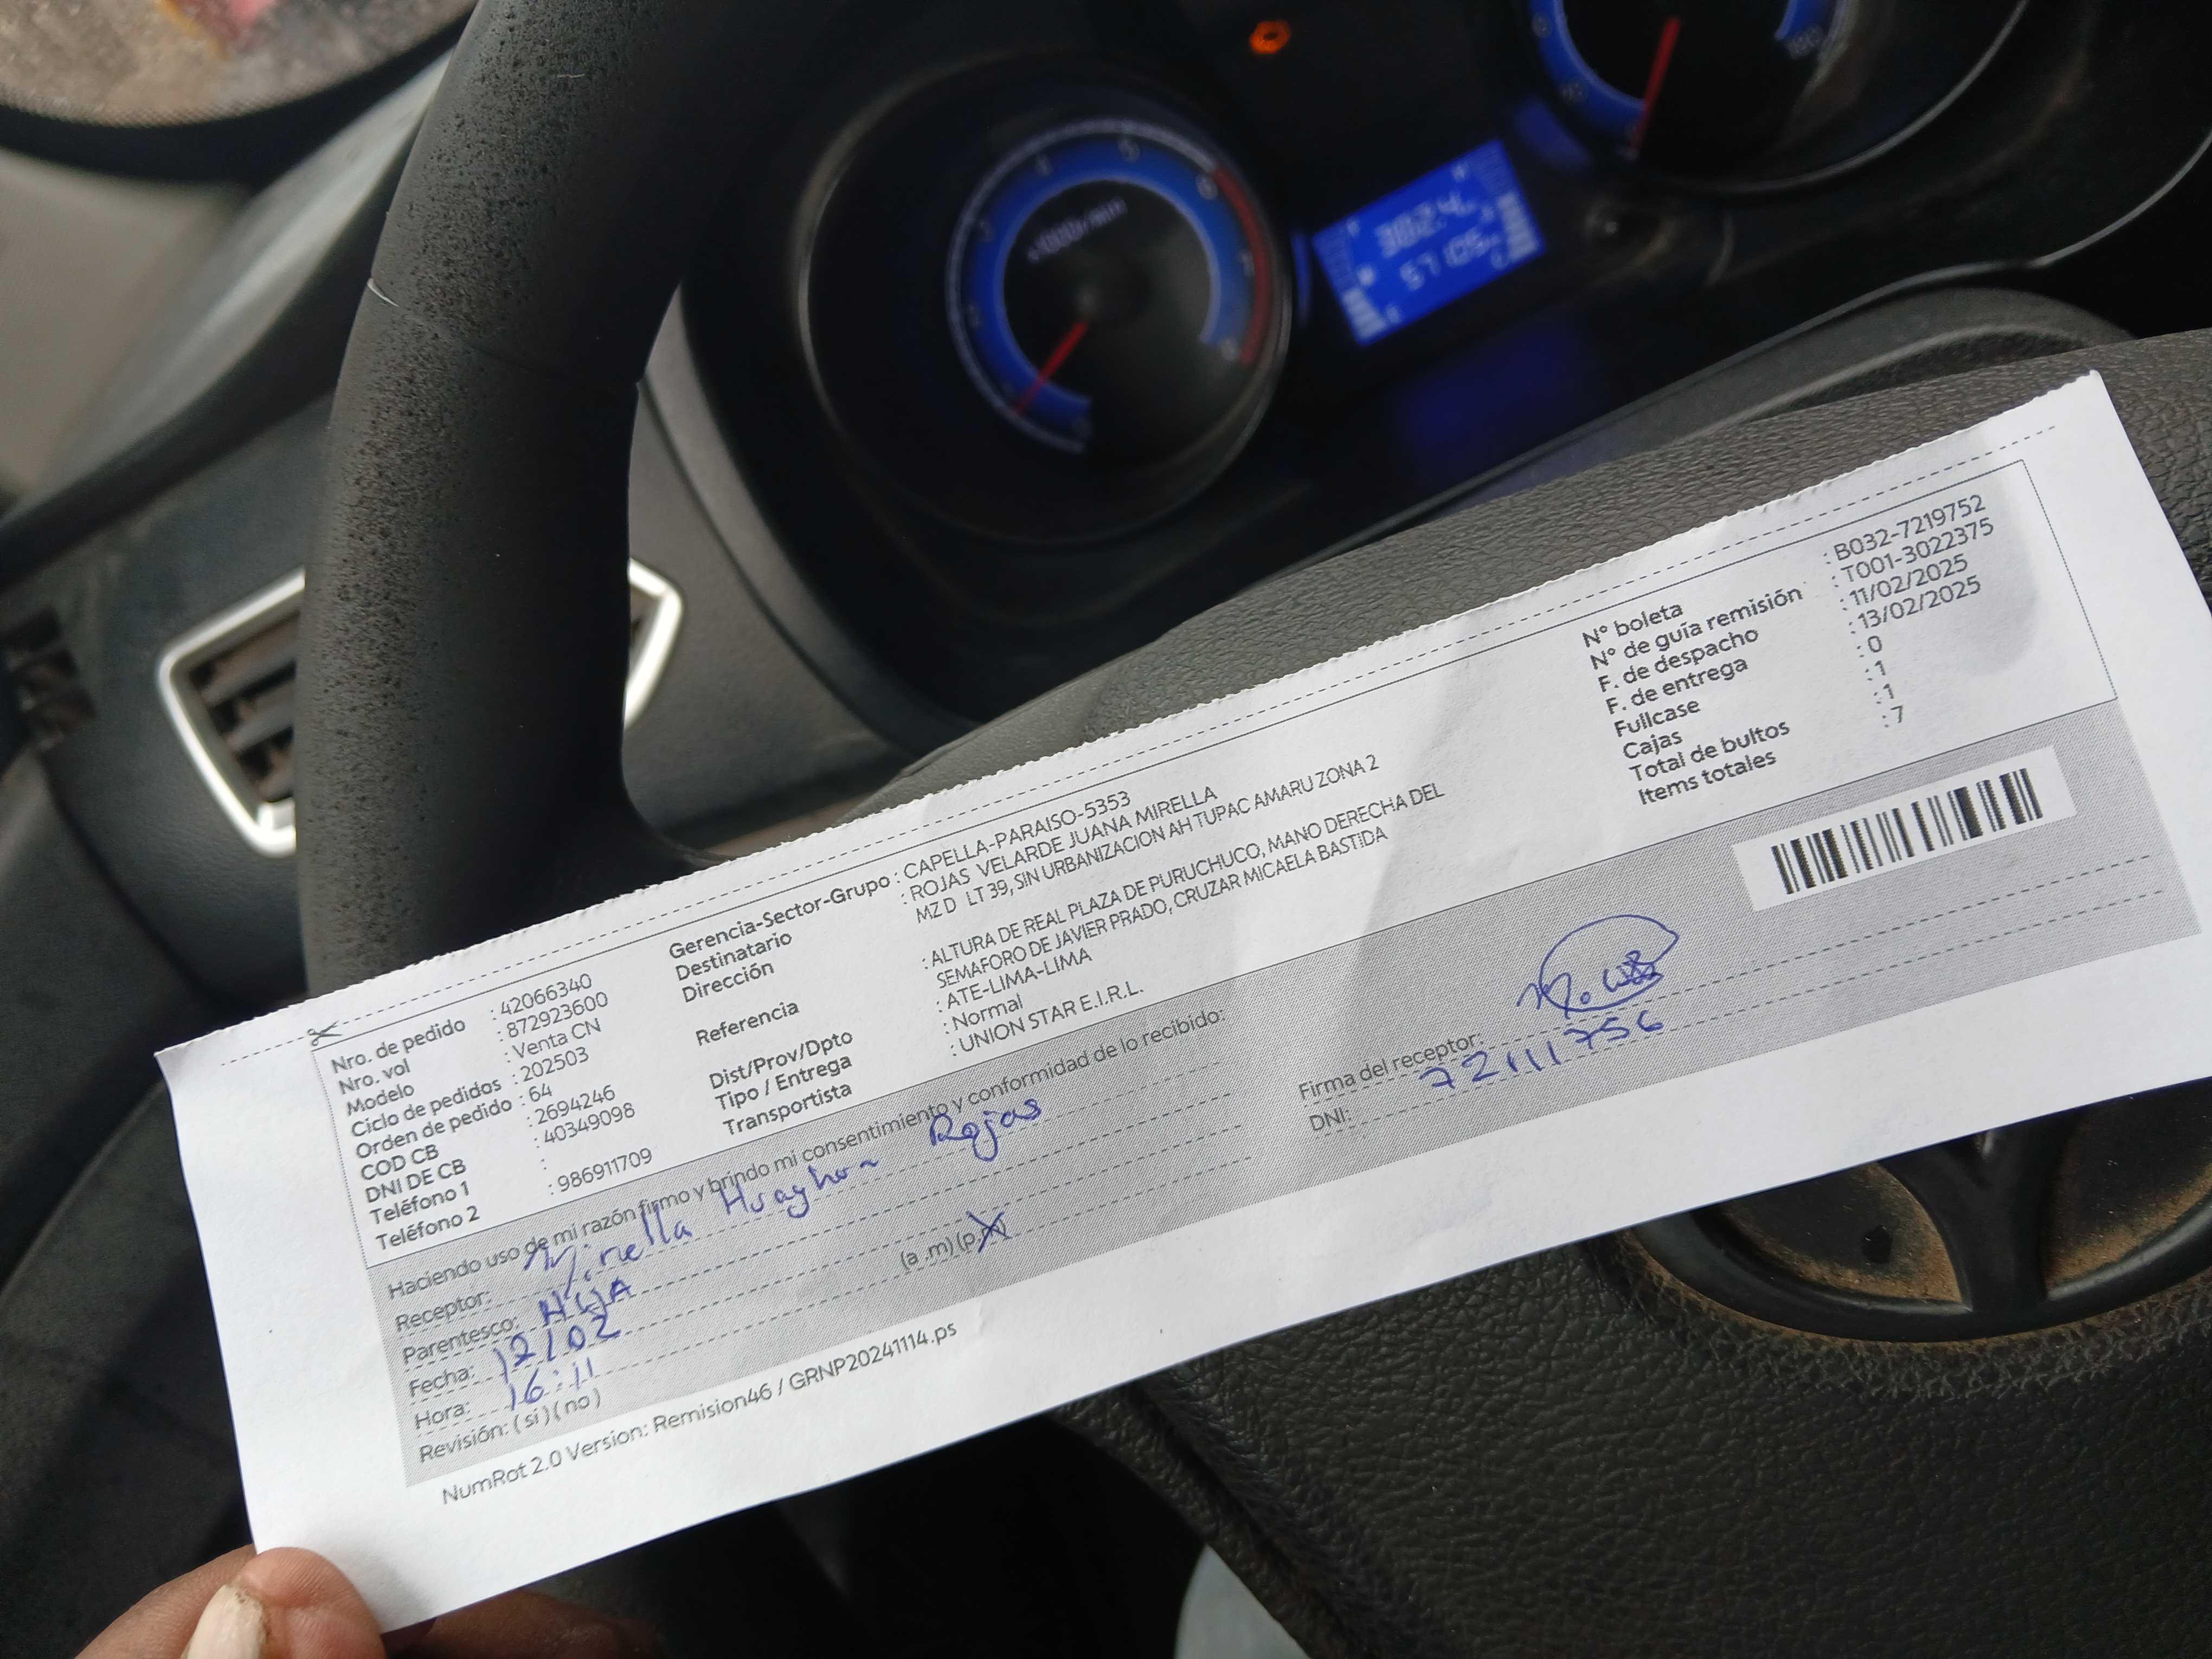 x1000r/min
Nro. de pedido : 42066340
Nro. vol : 872923600
Modelo : Venta CN
Ciclo de pedidos : 202503
Orden de pedido : 64
COD CB : 2694246
DNI DE CB : 40349098
Teléfono 1 :
Teléfono 2 : 986911709
Gerencia-Sector-Grupo : CAPELLA-PARAISO-5353
Destinatario : ROJAS VELARDE JUANA MIRELLA
Dirección MZ D LT 39, SIN URBANIZACION AH TUPAC AMARU ZONA 2
Referencia : ALTURA DE REAL PLAZA DE PURUCHUCO, MANO DERECHA DEL
SEMAFORO DE JAVIER PRADO, CRUZAR MICAELA BASTIDA
Dist/Prov/Dpto : ATE-LIMA-LIMA
Tipo / Entrega : Normal
Transportista : UNION STAR E.I.R.L.
N° boleta : B032-7219752
N° de guía remisión : T001-3022375
F. de despacho : 11/02/2025
F. de entrega : 13/02/2025
Fullcase : 0
Cajas : 1
Total de bultos : 1
Items totales : 7
Haciendo uso de mi razón firmo y brindo mi consentimiento y conformidad de lo recibido:
Receptor: Mirella Rojas
Parentesco: HIJA
Fecha: 12/02
Hora: 16:11 (a .m) (p.m)
Revisión: ( sí ) ( no )
Firma del receptor:
DNI: 72111756
NumRot 2.0 Version: Remision46 / GRNP20241114.ps